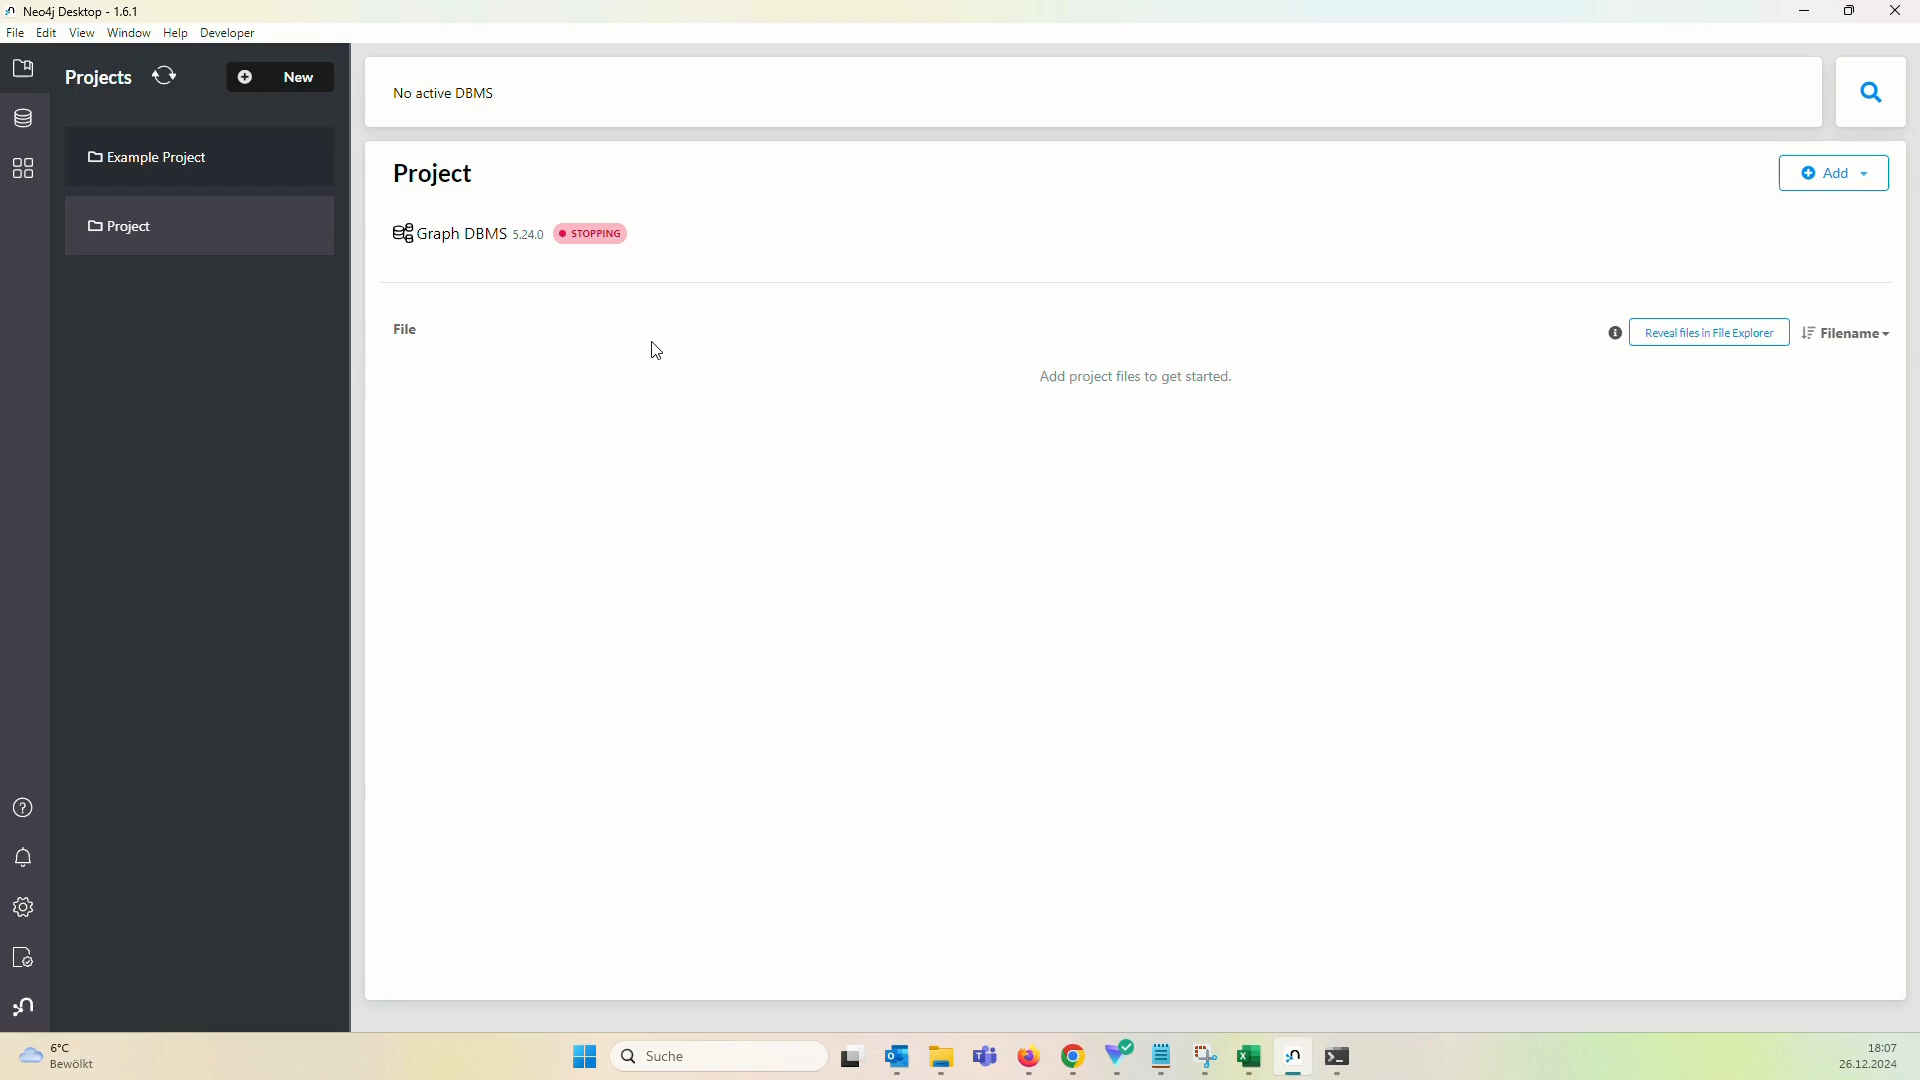 Neo4j Desktop - 1.6.1
File Edit View Window Help Developer
Projects
New
No active DBMS
Example Project
Project
Project
Add
Graph DBMS 5.24.0 STOPPING
File
Reveal files in File Explorer
Filename
Add project files to get started.
6°C
Bewölkt
Suche
18:07
26.12.2024